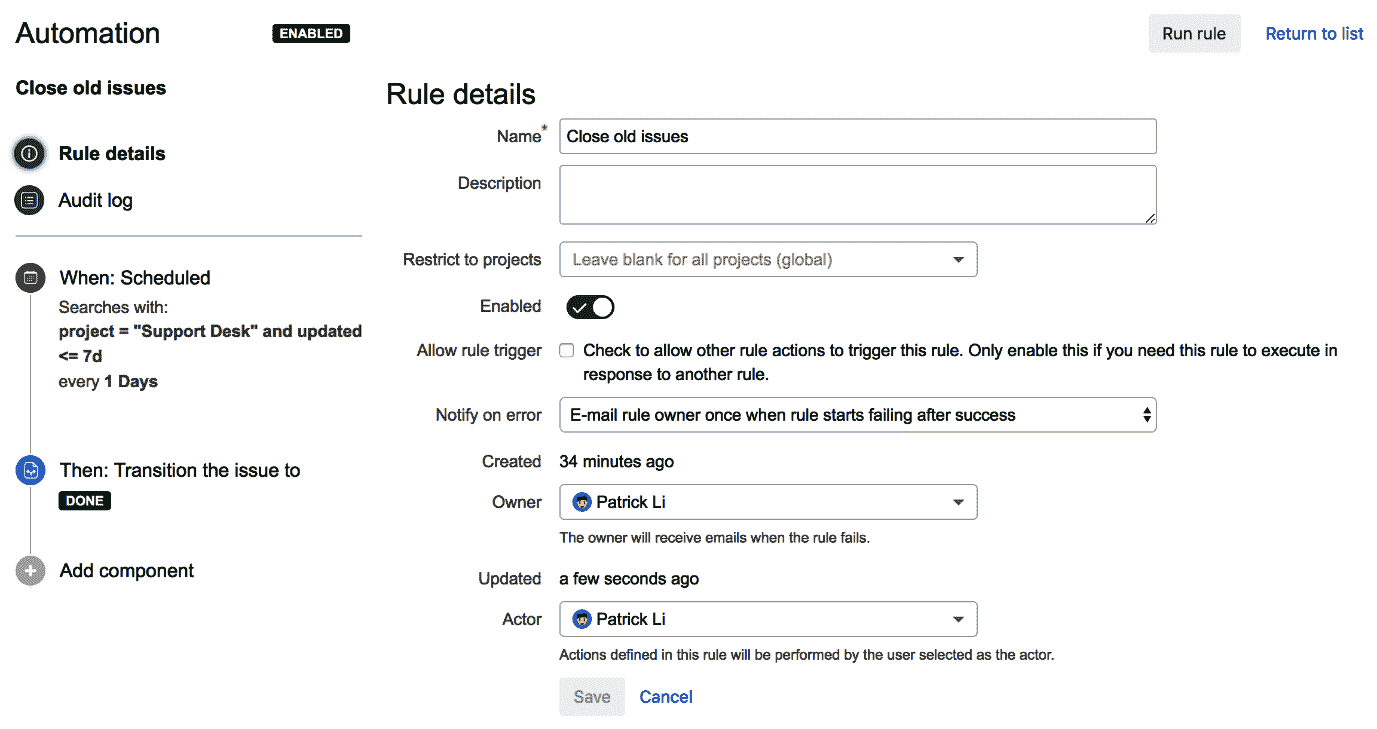 Automation
ENABLED
Run rule
Return to list
Close old issues
Rule details
Audit log
When: Scheduled
Searches with:
project = "Support Desk" and updated
<= 7d
every 1 Days
Then: Transition the issue to
DONE
Add component
Rule details
Name*
Close old issues
Description
Restrict to projects
Leave blank for all projects (global)
Enabled
Allow rule trigger
Check to allow other rule actions to trigger this rule. Only enable this if you need this rule to execute in
response to another rule.
Notify on error
E-mail rule owner once when rule starts failing after success
Created
34 minutes ago
Owner
Patrick Li
The owner will receive emails when the rule fails.
Updated
a few seconds ago
Actor
Patrick Li
Actions defined in this rule will be performed by the user selected as the actor.
Save
Cancel